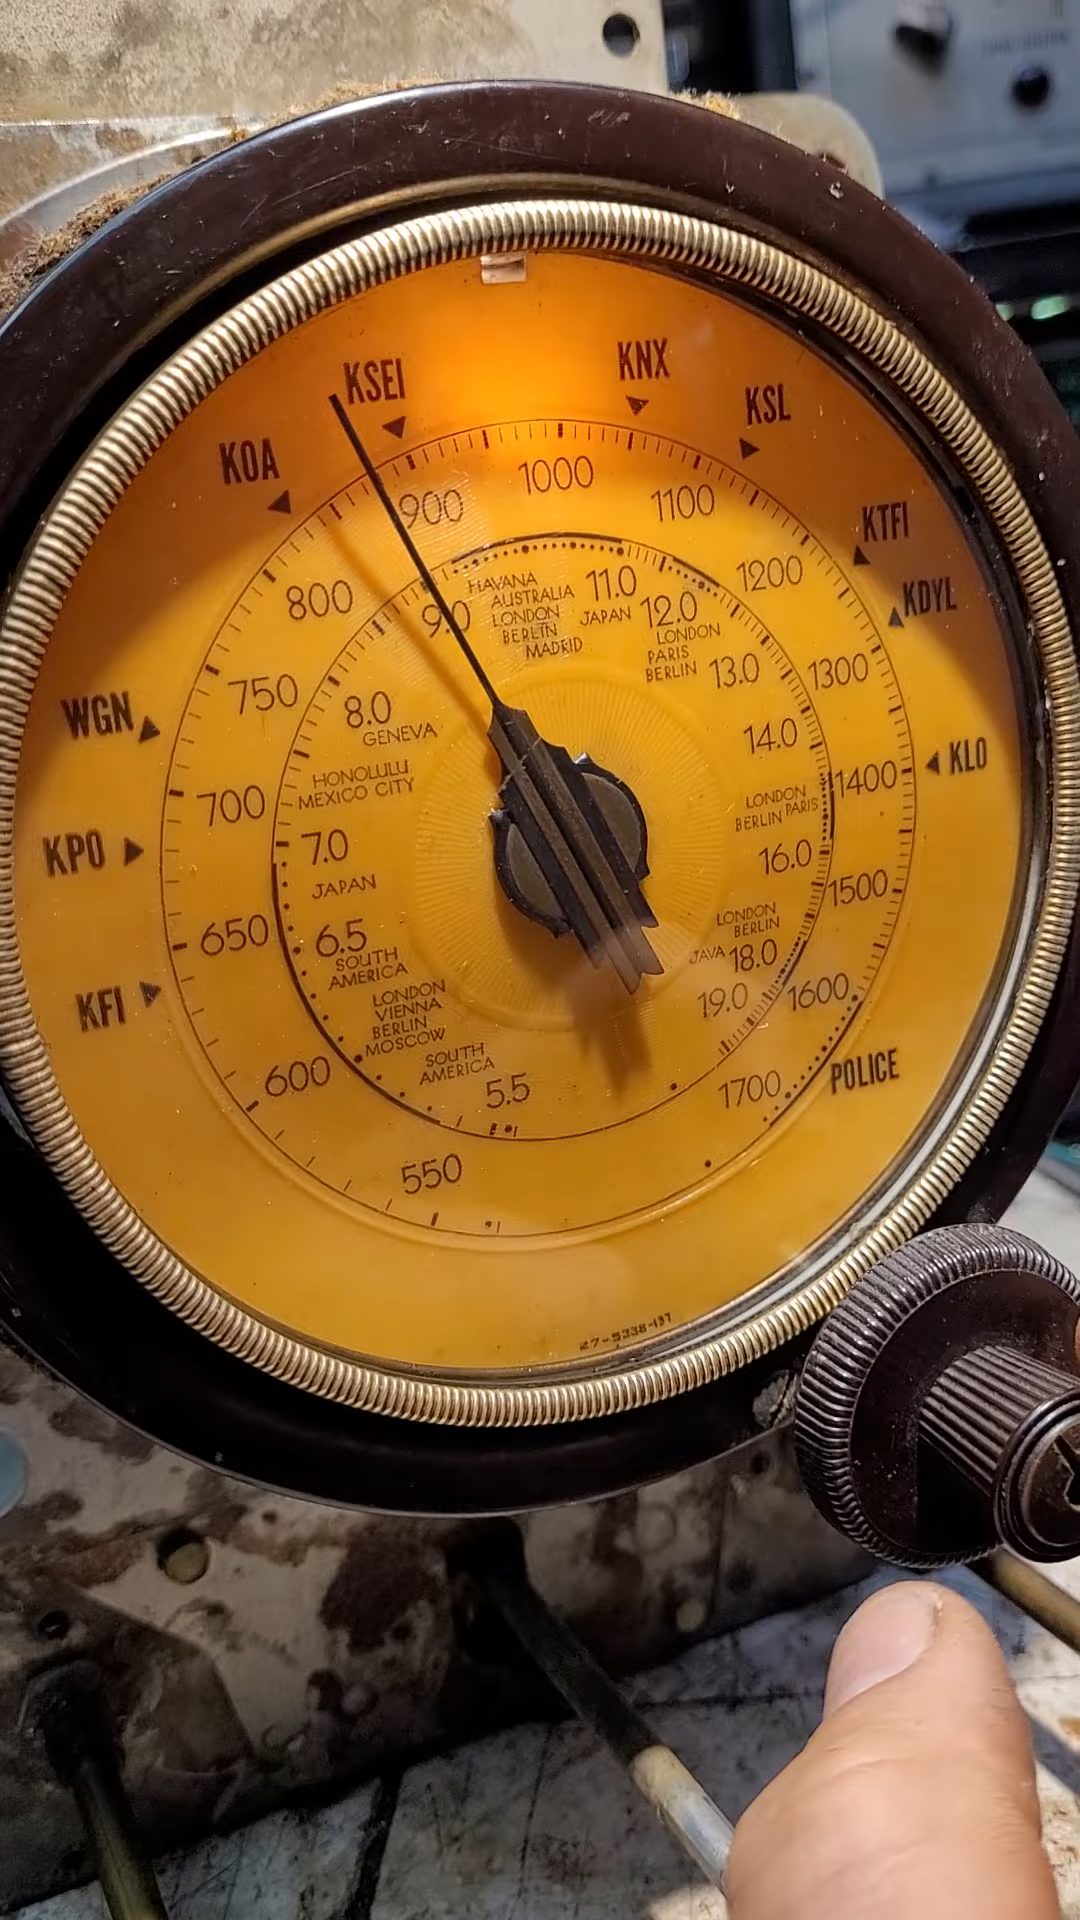 KSEI
KNX
KSL
KOA
KTFI
KDYL
WGN
KPO
KLO
KFI
POLICE
550
600
650
700
750
800
900
1000
1100
1200
1300
1400
1500
1600
1700
5.5
SOUTH
AMERICA
LONDON
VIENNA
BERLIN
MOSCOW
SOUTH
AMERICA
6.5
JAPAN
7.0
HONOLULU
MEXICO CITY
GENEVA
8.0
9.0
HAVANA
AUSTRALIA
LONDON
BERLIN
MADRID
JAPAN
11.0
12.0
LONDON
PARIS
BERLIN
13.0
14.0
LONDON
BERLIN PARIS
16.0
LONDON
BERLIN
JAVA 18.0
19.0
27-5338-137